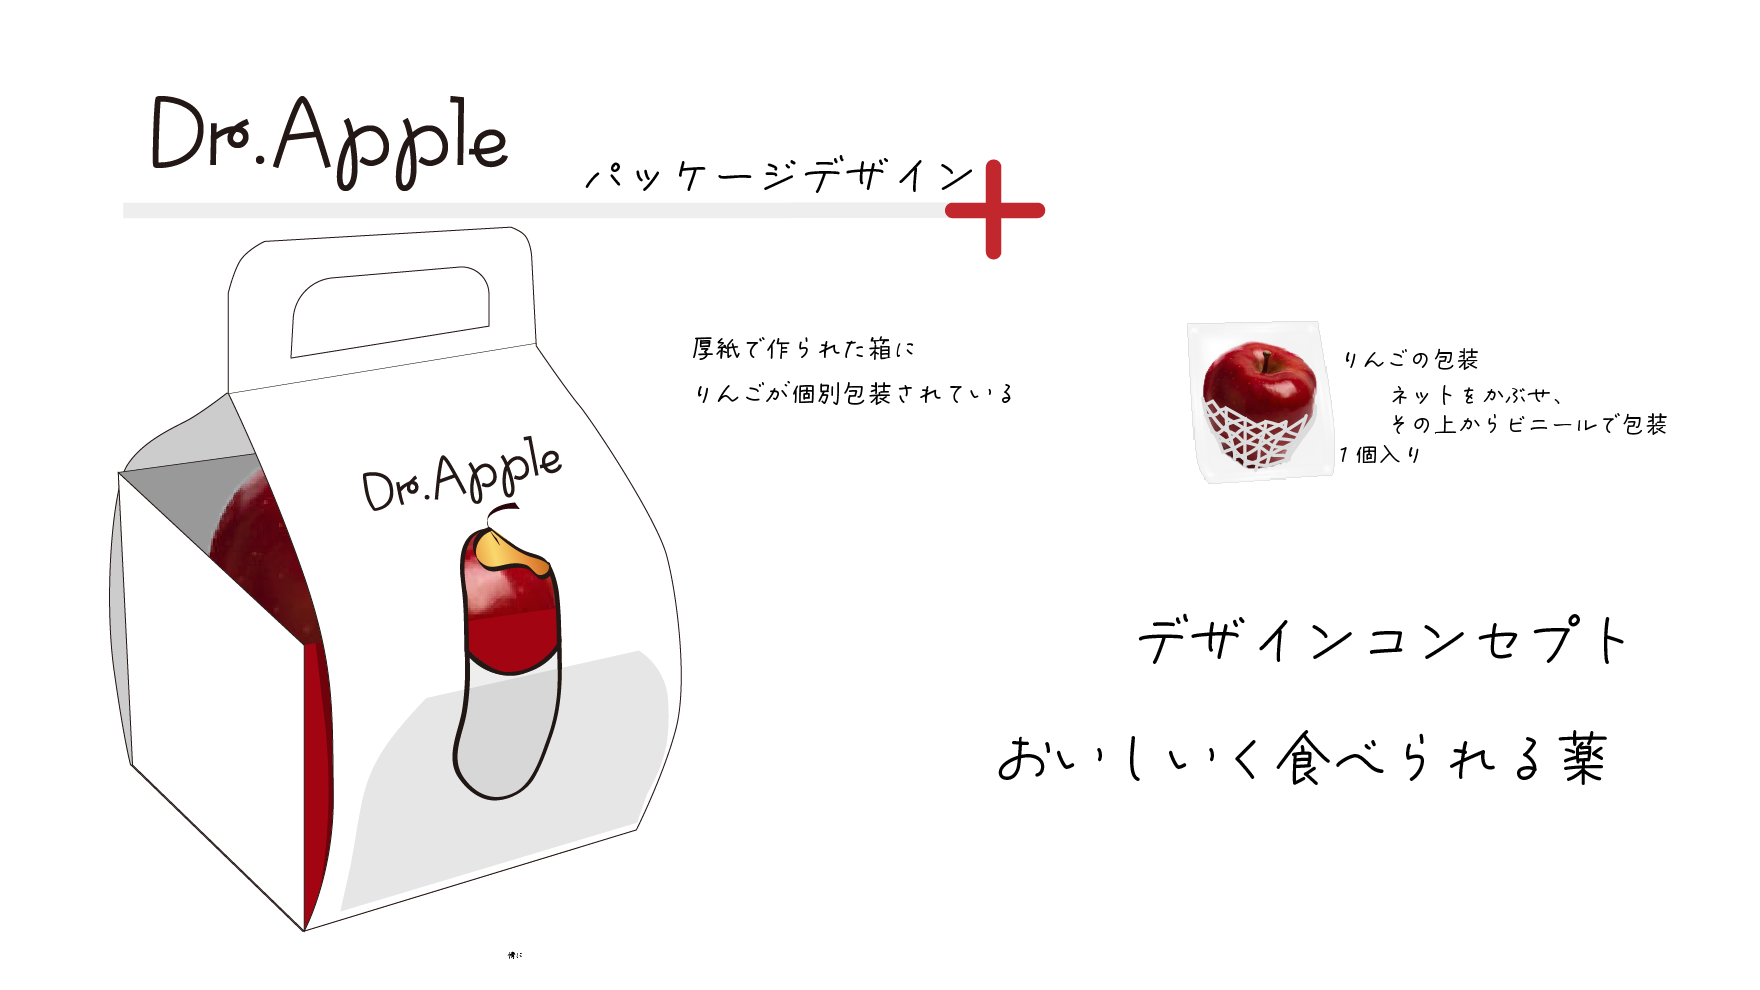 Dr.Apple
パッケージデザイン
厚紙で作られた箱に
りんごが個別包装されている
りんごの包装
ネットをかぶせ、
その上からビニールで包装
1個入り
Dr.Apple
デザインコンセプト
おいしいく食べられる薬